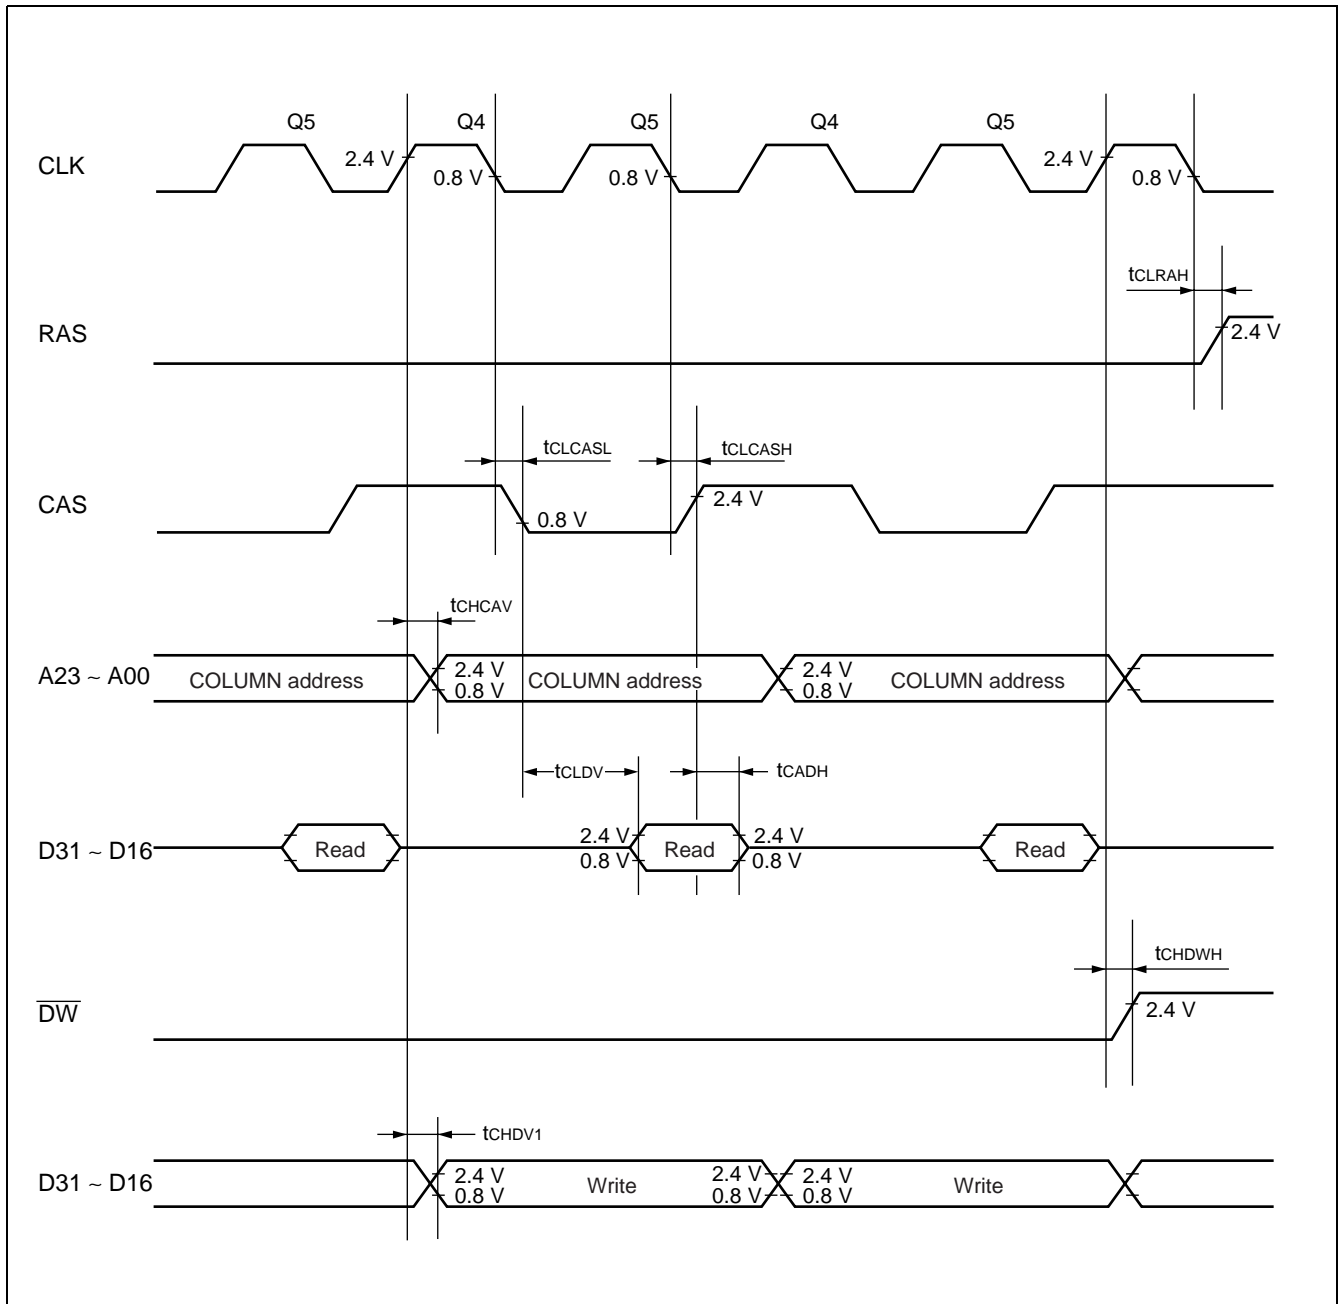 Q5 Q4 Q5 Q4 Q5
CLK 2.4 V 0.8 V 0.8 V 2.4 V 0.8 V
tCLRAH
RAS 2.4 V
tCLCASL tCLCASH
CAS 0.8 V 2.4 V
tCHCAV
A23 ~ A00 COLUMN address 2.4 V 0.8 V COLUMN address 2.4 V 0.8 V COLUMN address
tCLDV tCADH
D31 ~ D16 Read 2.4 V 0.8 V Read 2.4 V 0.8 V Read
tCHDWH
DW 2.4 V
tCHDV1
D31 ~ D16 2.4 V 0.8 V Write 2.4 V 0.8 V 2.4 V 0.8 V Write